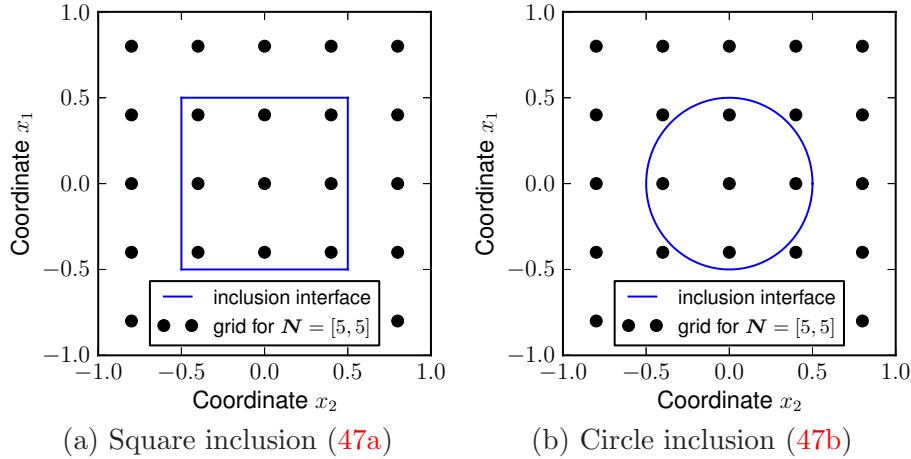 1.0
0.5
0.0
−0.5
−1.0
Coordinate x₁
−1.0 −0.5 0.0 0.5 1.0
Coordinate x₂
inclusion interface
grid for N = [5, 5]
(a) Square inclusion (47a)
1.0
0.5
0.0
−0.5
−1.0
Coordinate x₁
−1.0 −0.5 0.0 0.5 1.0
Coordinate x₂
inclusion interface
grid for N = [5, 5]
(b) Circle inclusion (47b)